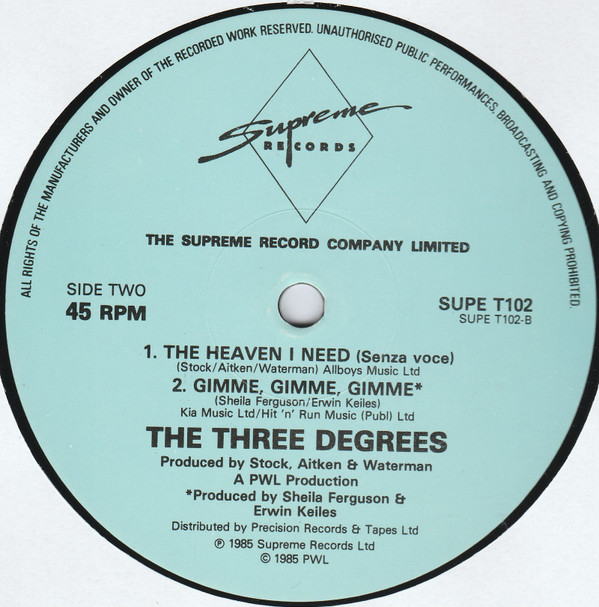 ALL RIGHTS OF THE MANUFACTURERS AND OWNER OF THE RECORDED WORK RESERVED. UNAUTHORISED PUBLIC PERFORMANCES, BROADCASTING AND COPYING PROHIBITED.
Supreme
RECORDS
THE SUPREME RECORD COMPANY LIMITED
SIDE TWO
45 RPM
SUPE T102
SUPE T102-B
1. THE HEAVEN I NEED (Senza voce)
(Stock/Aitken/Waterman) Allboys Music Ltd
2. GIMME, GIMME, GIMME*
(Sheila Ferguson/Erwin Keiles)
Kia Music Ltd/Hit 'n' Run Music (Publ) Ltd
THE THREE DEGREES
Produced by Stock, Aitken & Waterman
A PWL Production
*Produced by Sheila Ferguson &
Erwin Keiles
Distributed by Precision Records & Tapes Ltd
℗ 1985 Supreme Records Ltd
© 1985 PWL